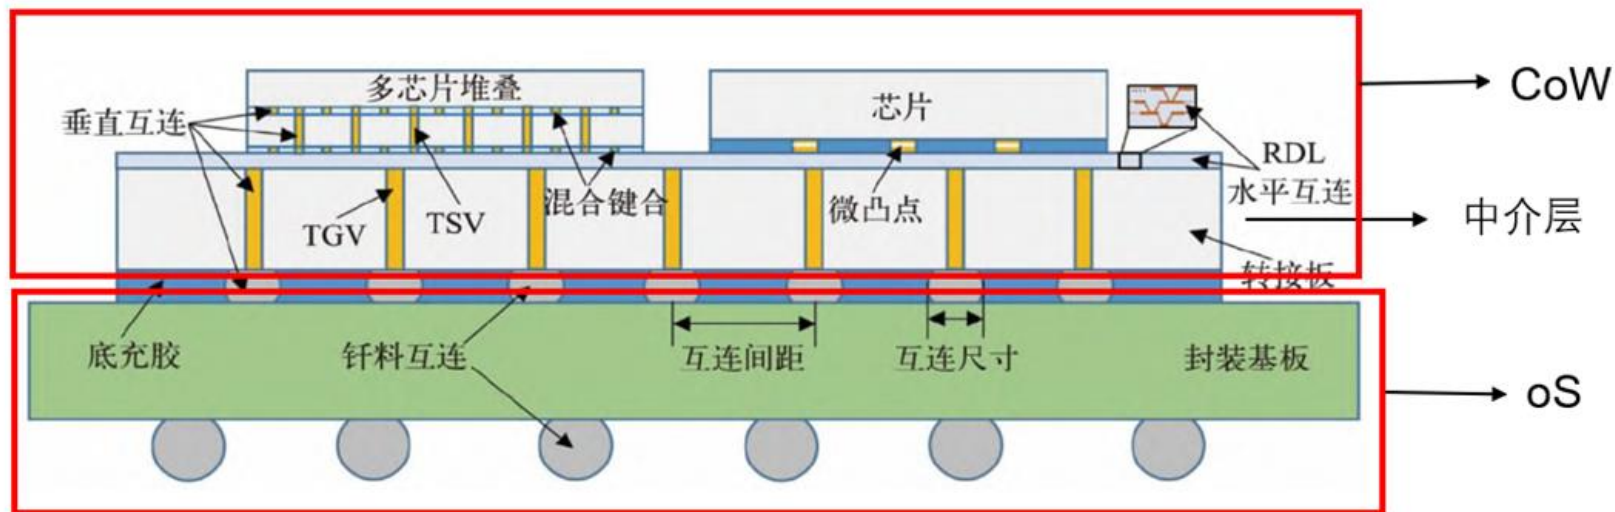 CoW
多芯片堆叠
芯片
垂直互连
RDL
水平互连
混合键合
微凸点
TSV
TGV
中介层
转接板
底充胶
钎料互连
互连间距
互连尺寸
封装基板
oS